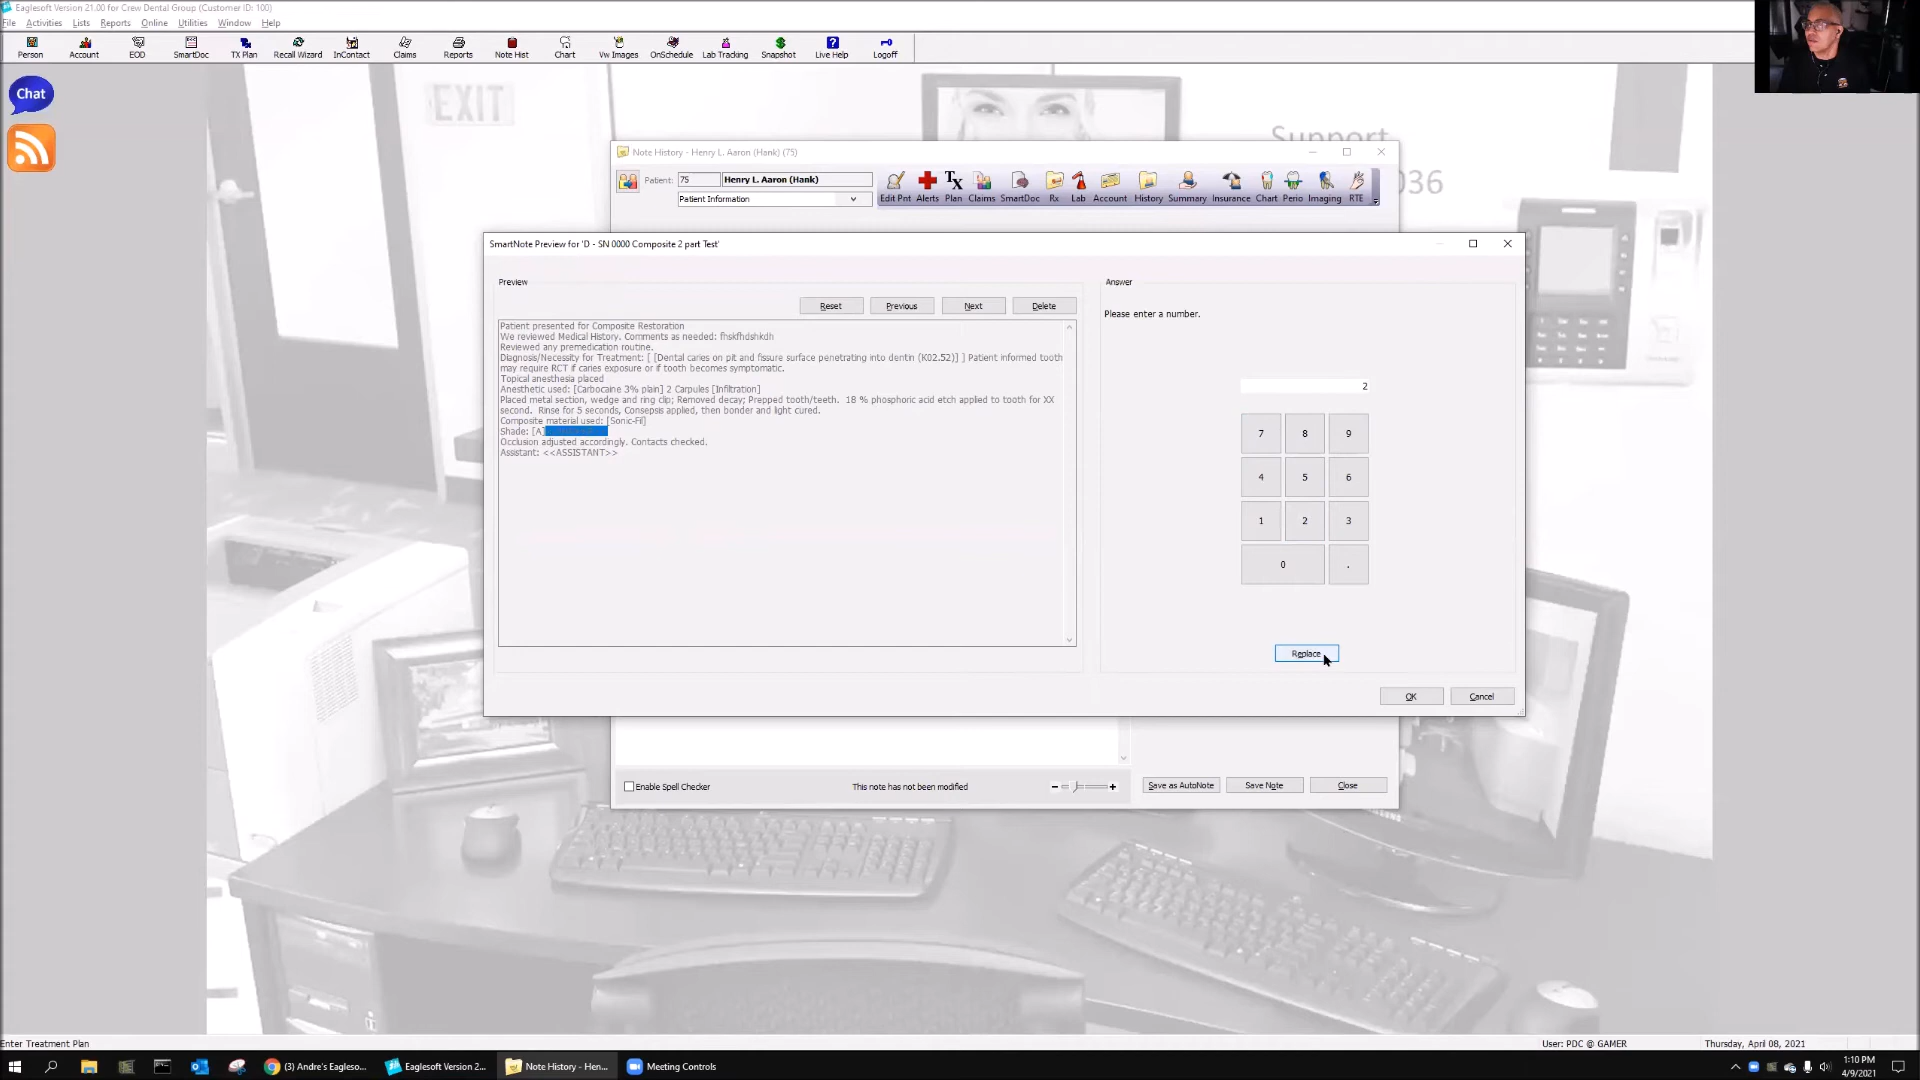 Eaglesoft Version 21.00 for Crew Dental Group (Customer ID: 100)
File Activities Lists Reports Online Utilities Window Help
Person Account EOD SmartDoc TX Plan Recall Wizard InContact Claims Reports Note Hist Chart Vw Images OnSchedule Lab Tracking Snapshot Live Help Logoff
Chat
EXIT
Support
036
Note History - Henry L. Aaron (Hank) (75)
Patient: 75 Henry L. Aaron (Hank)
Patient Information
Edit Pnt Alerts Plan Claims SmartDoc Rx Lab Account History Summary Insurance Chart Perio Imaging RTE
SmartNote Preview for 'D - SN 0000 Composite 2 part Test'
Preview
Reset Previous Next Delete
Patient presented for Composite Restoration
We reviewed Medical History. Comments as needed: fhskfhdshkdh
Reviewed any premedication routine.
Diagnosis/Necessity for Treatment: [ [Dental caries on pit and fissure surface penetrating into dentin (K02.52)] ] Patient informed tooth
may require RCT if caries exposure or if tooth becomes symptomatic.
Topical anesthesia placed
Anesthetic used: [Carbocaine 3% plain] 2 Carpules [Infiltration]
Placed metal section, wedge and ring clip; Removed decay; Prepped tooth/teeth. 18 % phosphoric acid etch applied to tooth for XX
second. Rinse for 5 seconds, Consepsis applied, then bonder and light cured.
Composite material used: [Sonic-Fil]
Shade: [A]
Occlusion adjusted accordingly. Contacts checked.
Assistant: <<ASSISTANT>>
Answer
Please enter a number.
2
7 8 9
4 5 6
1 2 3
0 .
Replace
OK Cancel
Enable Spell Checker
This note has not been modified
Save as AutoNote Save Note Close
Enter Treatment Plan
User: PDC @ GAMER
Thursday, April 08, 2021
(3) Andre's Eagleso...
Eaglesoft Version 2...
Note History - Hen...
Meeting Controls
1:10 PM
4/9/2021